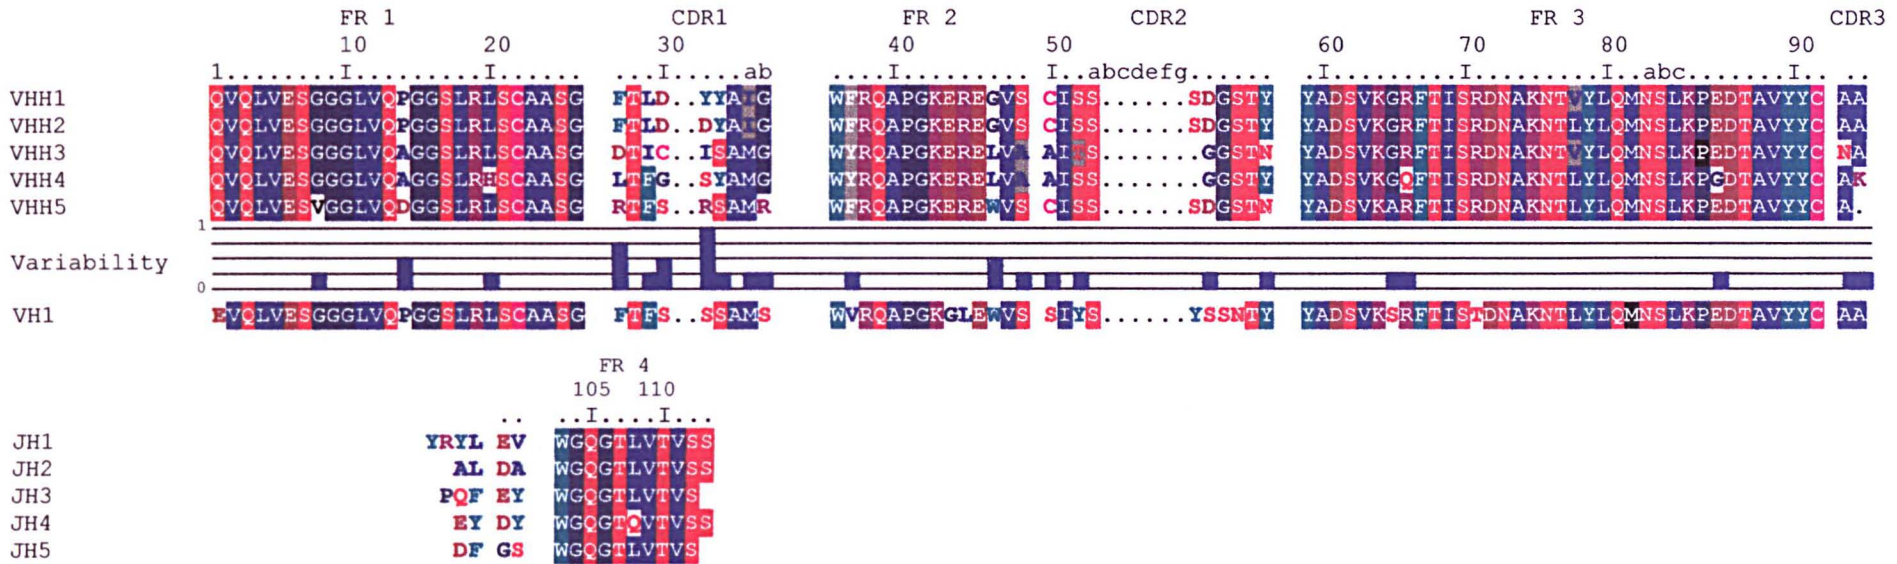 FR 1 CDR1 FR 2 CDR2 FR 3 CDR3
10 20 30 40 50 60 70 80 90
1........I.........I..... ..I.....ab ....I............. I..abcdefg...... .I.........I.........I..abc.......I... ..
VHH1 QVQLVESGGGLVQPGGSLRLSCAASG FTLD..YYAIG WFRQAPGKEREGVS CISS......SDGSTY YADSVKGRFTISRDNAKNTVYLQMNSLKPEDTAVYYC AA
VHH2 QVQLVESGGGLVQPGGSLRLSCAASG FTLD..DYAIG WFRQAPGKEREGVS CISS......SDGSTY YADSVKGRFTISRDNAKNTLYLQMNSLKPEDTAVYYC AA
VHH3 QVQLVESGGGLVQAGGSLRLSCAASG DTIC..ISAMG WYRQAPGKERELVA AISS.......GGSTN YADSVKGRFTISRDNAKNTVYLQMNSLKPEDTAVYYC NA
VHH4 QVQLVESGGGLVQAGGSLRHSCAASG LTFG..SYAMG WYRQAPGKERELVA AISS.......GGSTY YADSVKGQFTISRDNAKNTLYLQMNSLKPGDTAVYYC AK
VHH5 QVQLVESVGGLVQDGGSLRLSCAASG RTFS..RSAMR WFRQAPGKEREWVS CISS......SDGSTN YADSVKARFTISRDNAKNTLYLQMNSLKPEDTAVYYC A.
1
Variability
0
VH1 EVQLVESGGGLVQPGGSLRLSCAASG FTFS..SSAMS WVRQAPGKGLEWVS SIYS......YSSNTY YADSVKSRFTISTDNAKNTLYLQMNSLKPEDTAVYYC AA
FR 4
105 110
.. ..I....I...
JH1 YRYL EV WGQGTLVTVSS
JH2 AL DA WGQGTLVTVSS
JH3 PQF EY WGQGTLVTVS
JH4 EY DY WGQGTQVTVSS
JH5 DF GS WGQGTLVTVS